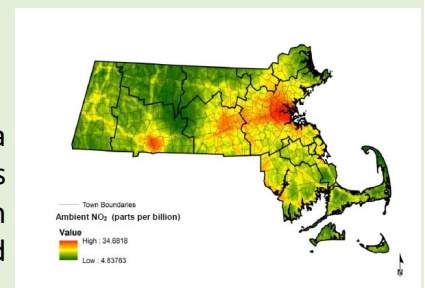 a
s
n
d
Town Boundaries
Ambient NO₂ (parts per billion)
Value
High : 34.6818
Low : 4.83763
N